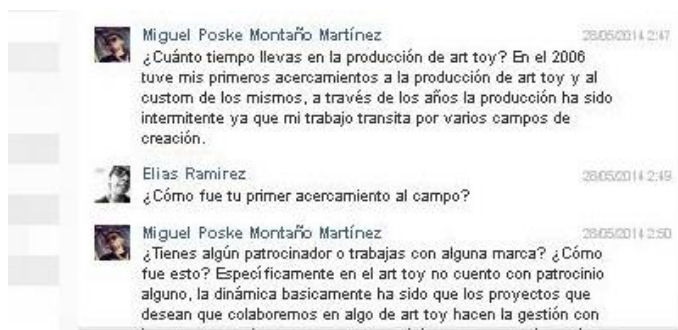 Miguel Poske Montaño Martínez 28/05/2014 2:47
¿Cuánto tiempo llevas en la producción de art toy? En el 2006
tuve mis primeros acercamientos a la producción de art toy y al
custom de los mismos, a través de los años la producción ha sido
intermitente ya que mi trabajo transita por varios campos de
creación.
Elias Ramirez 28/05/2014 2:49
¿Cómo fue tu primer acercamiento al campo?
Miguel Poske Montaño Martínez 28/05/2014 2:50
¿Tienes algún patrocinador o trabajas con alguna marca? ¿Cómo
fue esto? Específicamente en el art toy no cuento con patrocinio
alguno, la dinámica basicamente ha sido que los proyectos que
desean que colaboremos en algo de art toy hacen la gestión con